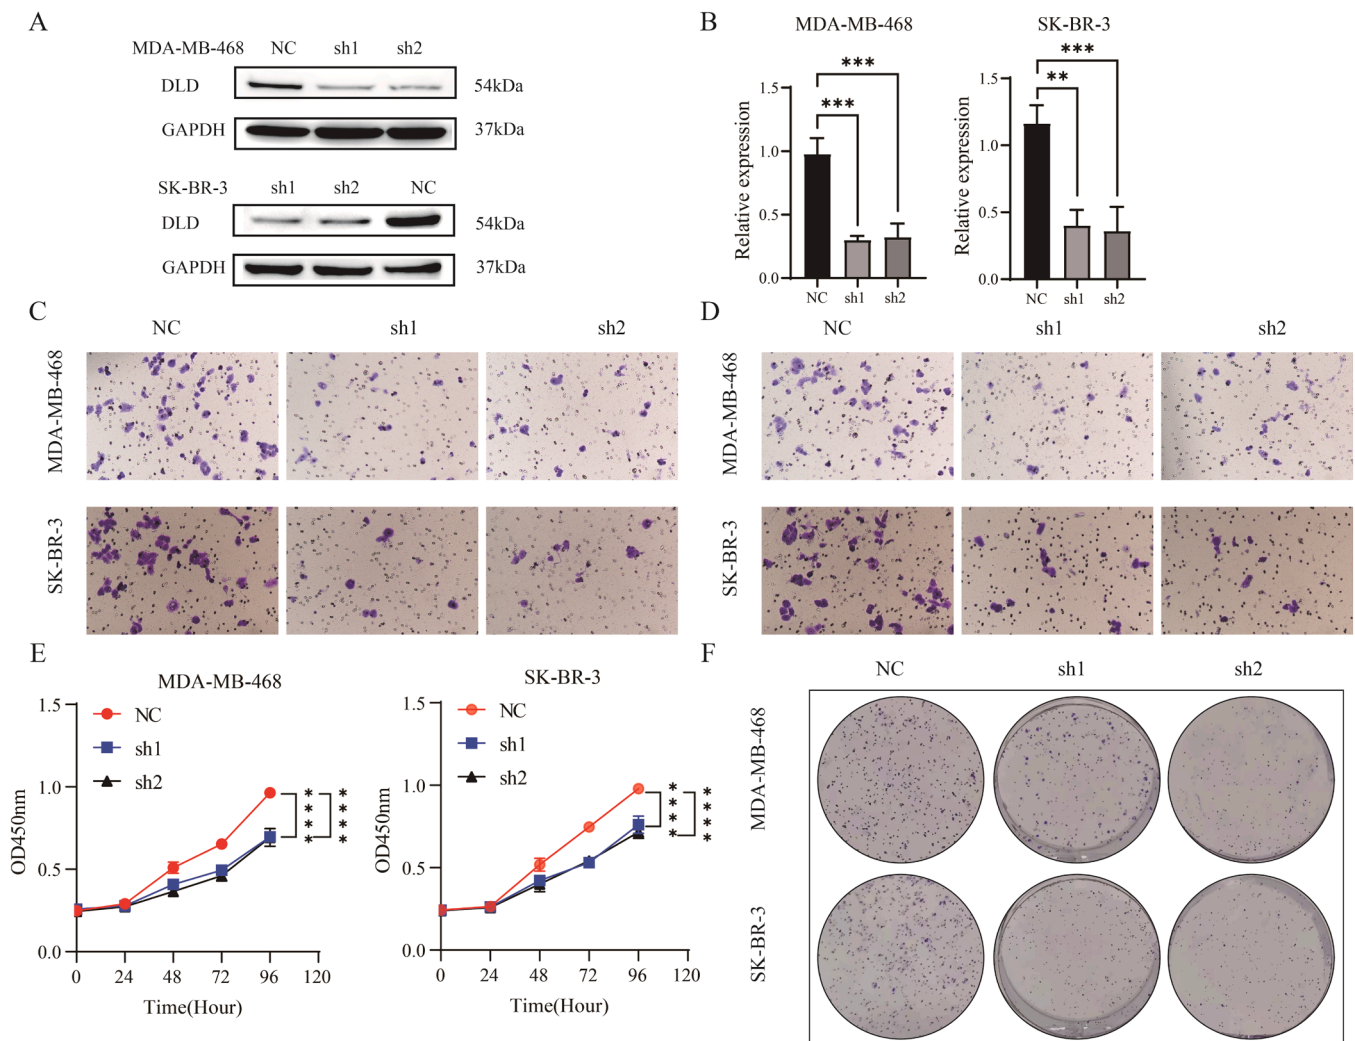 A
MDA-MB-468 NC sh1 sh2
DLD 54kDa
GAPDH 37kDa
SK-BR-3 sh1 sh2 NC
DLD 54kDa
GAPDH 37kDa
B
MDA-MB-468
Relative expression
1.5
1.0
0.5
0.0
***
***
NC sh1 sh2
SK-BR-3
Relative expression
1.5
1.0
0.5
0.0
***
**
NC sh1 sh2
C
NC sh1 sh2
MDA-MB-468
SK-BR-3
D
NC sh1 sh2
MDA-MB-468
SK-BR-3
E
MDA-MB-468
OD450nm
1.5
1.0
0.5
0.0
NC
sh1
sh2
**** ****
0 24 48 72 96 120
Time(Hour)
SK-BR-3
OD450nm
1.5
1.0
0.5
0.0
NC
sh1
sh2
**** ****
0 24 48 72 96 120
Time(Hour)
F
NC sh1 sh2
MDA-MB-468
SK-BR-3